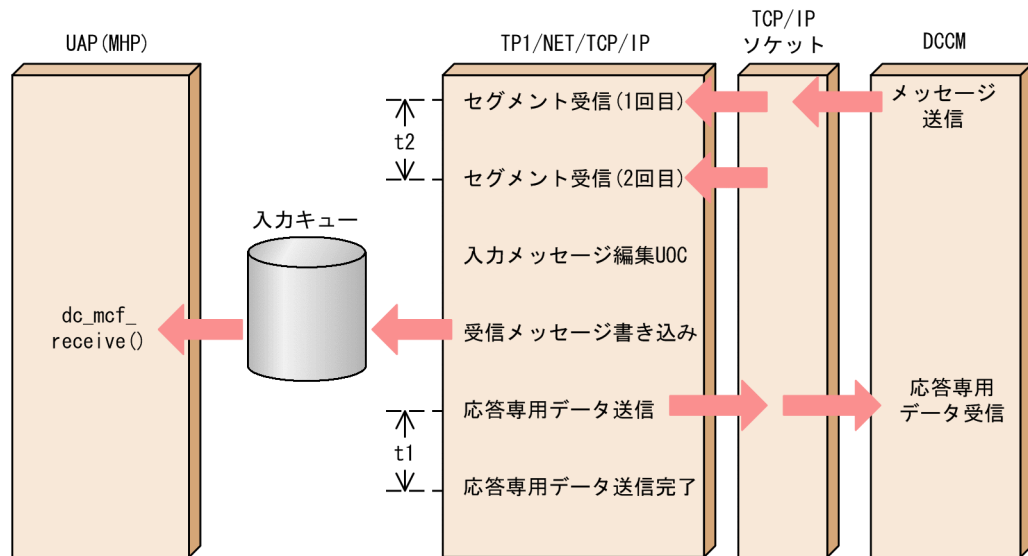 UAP(MHP)
TP1/NET/TCP/IP
TCP/IP
ソケット
DCCM
セグメント受信(1回目)
メッセージ
送信
t2
セグメント受信(2回目)
入力キュー
入力メッセージ編集UOC
dc_mcf_
receive()
受信メッセージ書き込み
応答専用データ送信
応答専用
データ受信
t1
応答専用データ送信完了